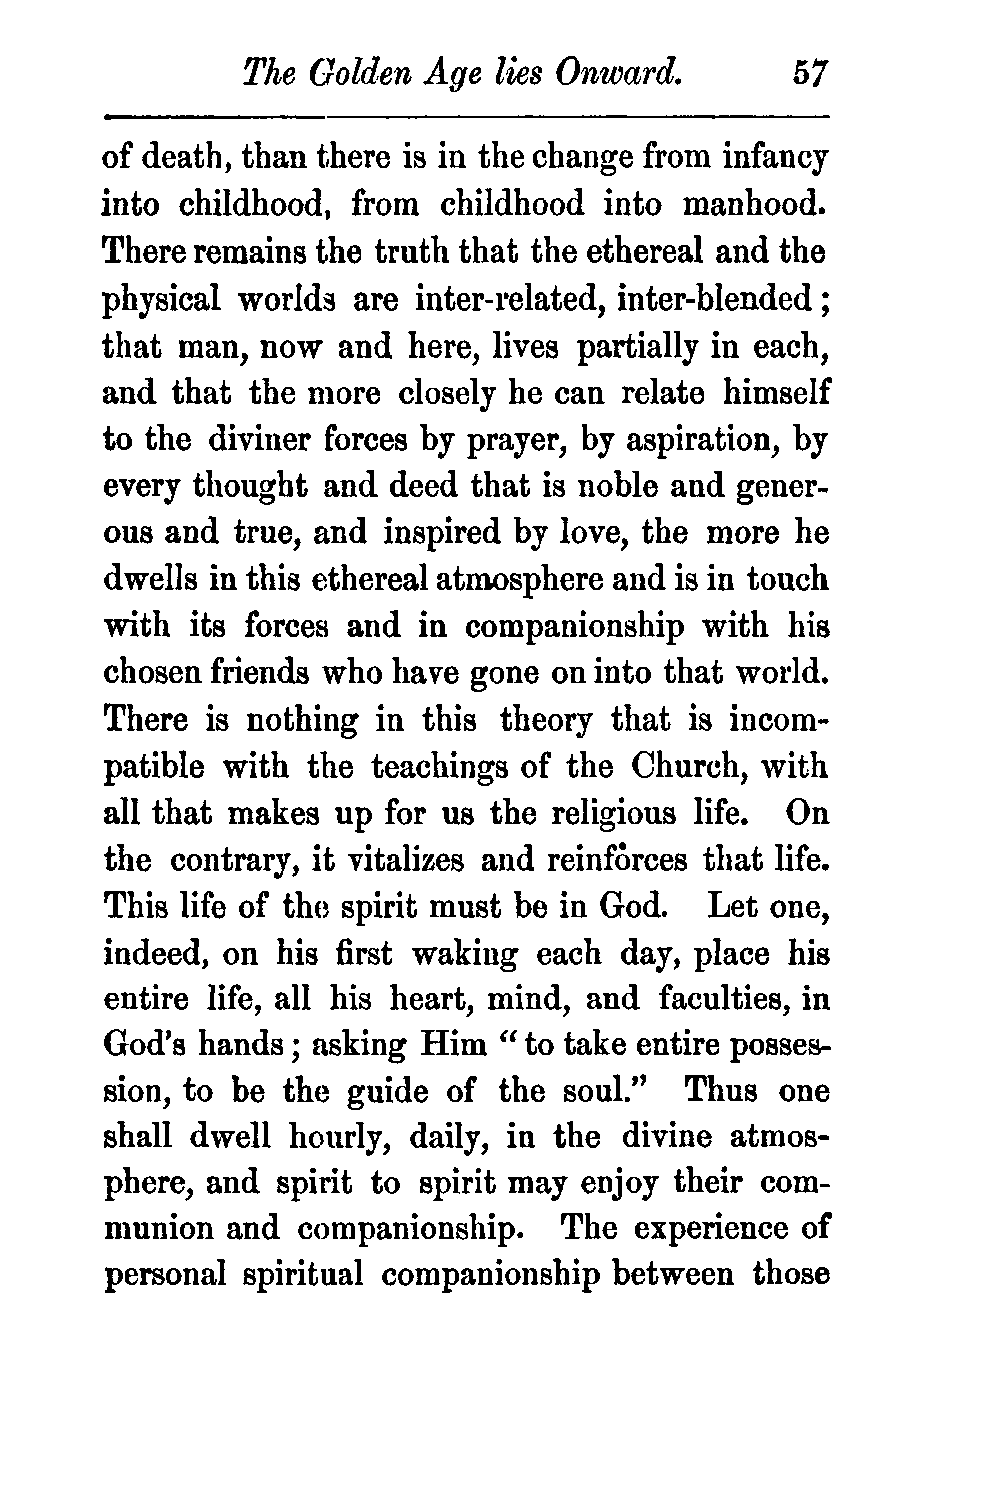 The Golden Age lies Onward. 57
of death, than there is in the change from infancy
into childhood, from childhood into manhood.
There remains the truth that the ethereal and the
physical worlds are inter-related, inter-blended ;
that man, now and here, lives partially in each,
and that the more closely he can relate himself
to the diviner forces by prayer, by aspiration, by
every thought and deed that is noble and gener-
ous and true, and inspired by love, the more he
dwells in this ethereal atmosphere and is in touch
with its forces and in companionship with his
chosen friends who have gone on into that world.
There is nothing in this theory that is incom-
patible with the teachings of the Church, with
all that makes up for us the religious life. On
the contrary, it vitalizes and reinforces that life.
This life of the spirit must be in God. Let one,
indeed, on his first waking each day, place his
entire life, all his heart, mind, and faculties, in
God's hands ; asking Him “ to take entire posses-
sion, to be the guide of the soul.” Thus one
shall dwell hourly, daily, in the divine atmos-
phere, and spirit to spirit may enjoy their com-
munion and companionship. The experience of
personal spiritual companionship between those